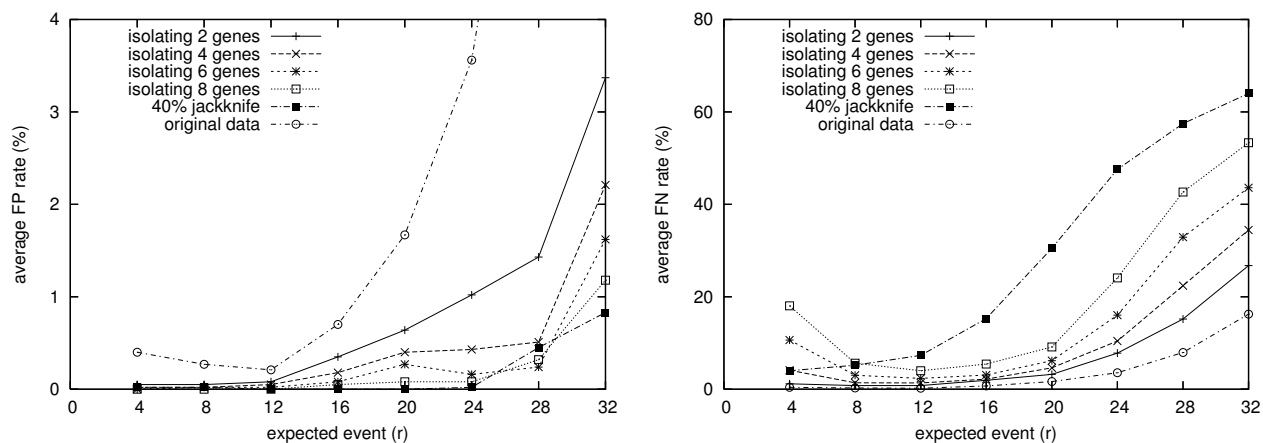 4
3
2
1
0
0 4 8 12 16 20 24 28 32
average FP rate (%)
expected event (r)
isolating 2 genes
isolating 4 genes
isolating 6 genes
isolating 8 genes
40% jackknife
original data
80
60
40
20
0
0 4 8 12 16 20 24 28 32
average FN rate (%)
expected event (r)
isolating 2 genes
isolating 4 genes
isolating 6 genes
isolating 8 genes
40% jackknife
original data